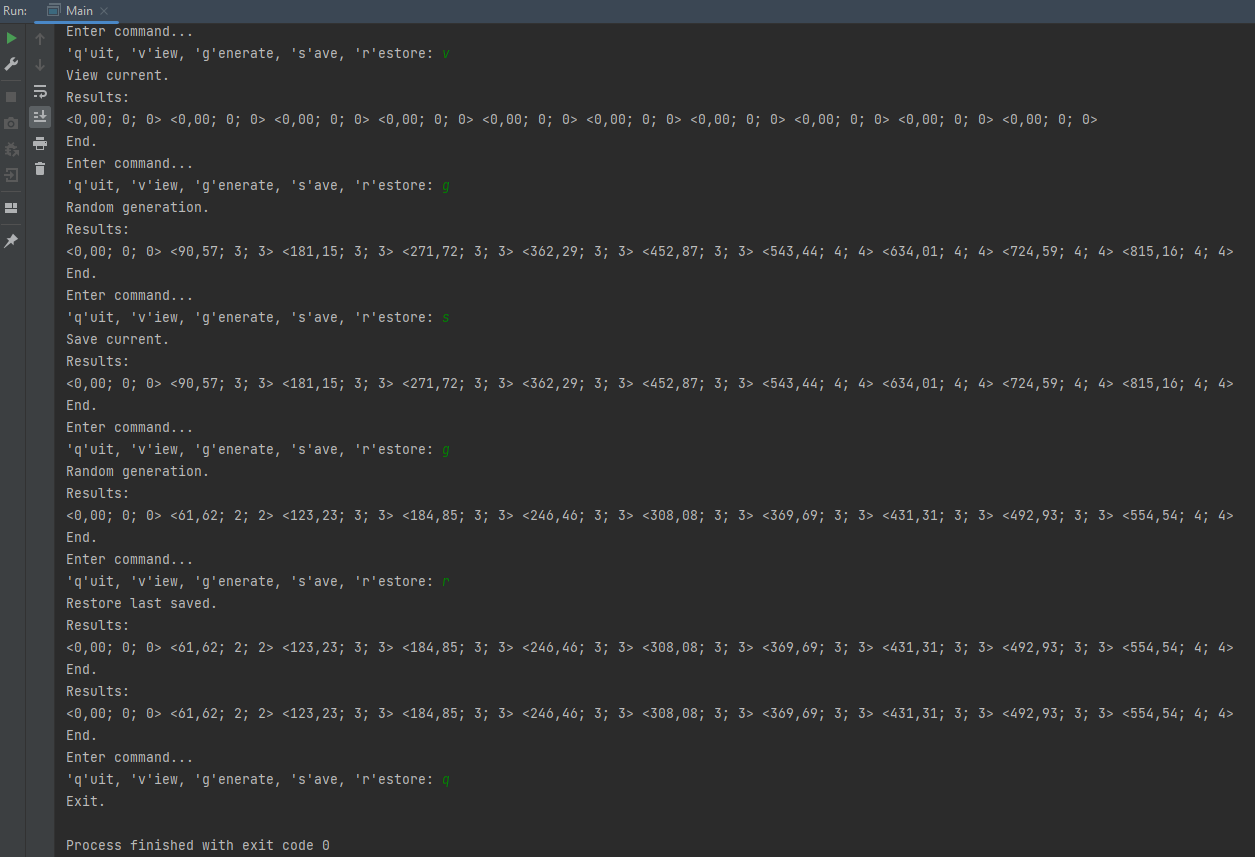 Run: Main
Enter command...
'q'uit, 'v'iew, 'g'enerate, 's'ave, 'r'estore: v
View current.
Results:
<0,00; 0; 0> <0,00; 0; 0> <0,00; 0; 0> <0,00; 0; 0> <0,00; 0; 0> <0,00; 0; 0> <0,00; 0; 0> <0,00; 0; 0> <0,00; 0; 0> <0,00; 0; 0>
End.
Enter command...
'q'uit, 'v'iew, 'g'enerate, 's'ave, 'r'estore: g
Random generation.
Results:
<0,00; 0; 0> <90,57; 3; 3> <181,15; 3; 3> <271,72; 3; 3> <362,29; 3; 3> <452,87; 3; 3> <543,44; 4; 4> <634,01; 4; 4> <724,59; 4; 4> <815,16; 4; 4>
End.
Enter command...
'q'uit, 'v'iew, 'g'enerate, 's'ave, 'r'estore: s
Save current.
Results:
<0,00; 0; 0> <90,57; 3; 3> <181,15; 3; 3> <271,72; 3; 3> <362,29; 3; 3> <452,87; 3; 3> <543,44; 4; 4> <634,01; 4; 4> <724,59; 4; 4> <815,16; 4; 4>
End.
Enter command...
'q'uit, 'v'iew, 'g'enerate, 's'ave, 'r'estore: g
Random generation.
Results:
<0,00; 0; 0> <61,62; 2; 2> <123,23; 3; 3> <184,85; 3; 3> <246,46; 3; 3> <308,08; 3; 3> <369,69; 3; 3> <431,31; 3; 3> <492,93; 3; 3> <554,54; 4; 4>
End.
Enter command...
'q'uit, 'v'iew, 'g'enerate, 's'ave, 'r'estore: r
Restore last saved.
Results:
<0,00; 0; 0> <61,62; 2; 2> <123,23; 3; 3> <184,85; 3; 3> <246,46; 3; 3> <308,08; 3; 3> <369,69; 3; 3> <431,31; 3; 3> <492,93; 3; 3> <554,54; 4; 4>
End.
Results:
<0,00; 0; 0> <61,62; 2; 2> <123,23; 3; 3> <184,85; 3; 3> <246,46; 3; 3> <308,08; 3; 3> <369,69; 3; 3> <431,31; 3; 3> <492,93; 3; 3> <554,54; 4; 4>
End.
Enter command...
'q'uit, 'v'iew, 'g'enerate, 's'ave, 'r'estore: q
Exit.
Process finished with exit code 0